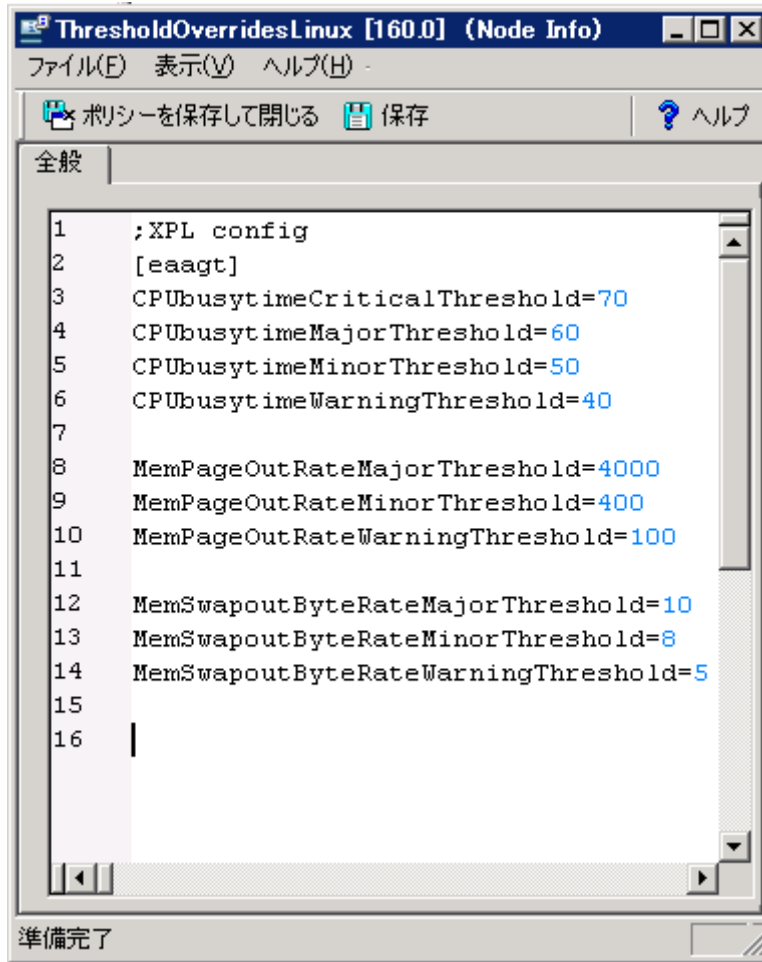 ThresholdOverridesLinux [160.0] (Node Info)
ファイル(F) 表示(V) ヘルプ(H)
ポリシーを保存して閉じる 保存 ヘルプ
全般
1 ;XPL config
2 [eaagt]
3 CPUbusytimeCriticalThreshold=70
4 CPUbusytimeMajorThreshold=60
5 CPUbusytimeMinorThreshold=50
6 CPUbusytimeWarningThreshold=40
7
8 MemPageOutRateMajorThreshold=4000
9 MemPageOutRateMinorThreshold=400
10 MemPageOutRateWarningThreshold=100
11
12 MemSwapoutByteRateMajorThreshold=10
13 MemSwapoutByteRateMinorThreshold=8
14 MemSwapoutByteRateWarningThreshold=5
15
16
準備完了